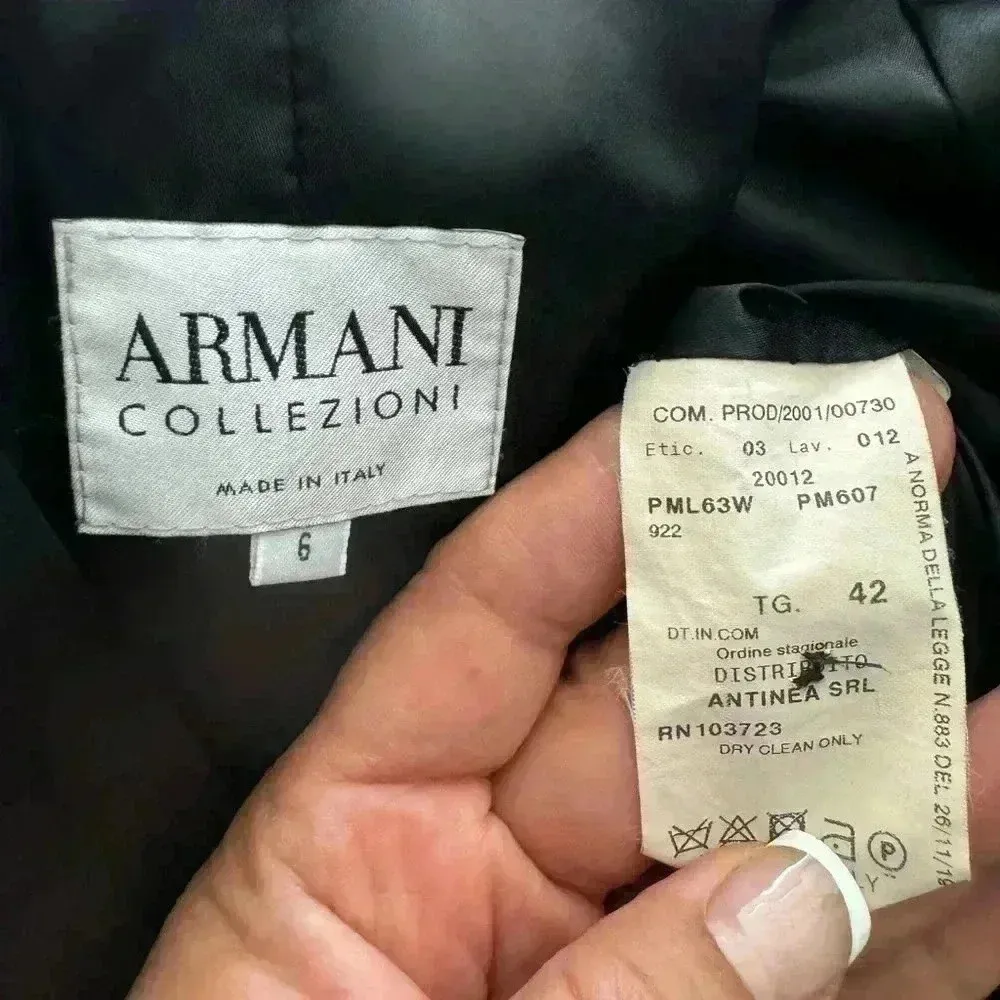 ARMANI
COLLEZIONI
MADE IN ITALY
6
COM. PROD/2001/00730
Etic. 03 Lav. 012
20012
PML63W PM607
922
TG. 42
DT.IN.COM
Ordine stagionale
ANTINEA SRL
RN103723
DRY CLEAN ONLY
P
A NORMA DELLA LEGGE N.883 DEL 26/11/19